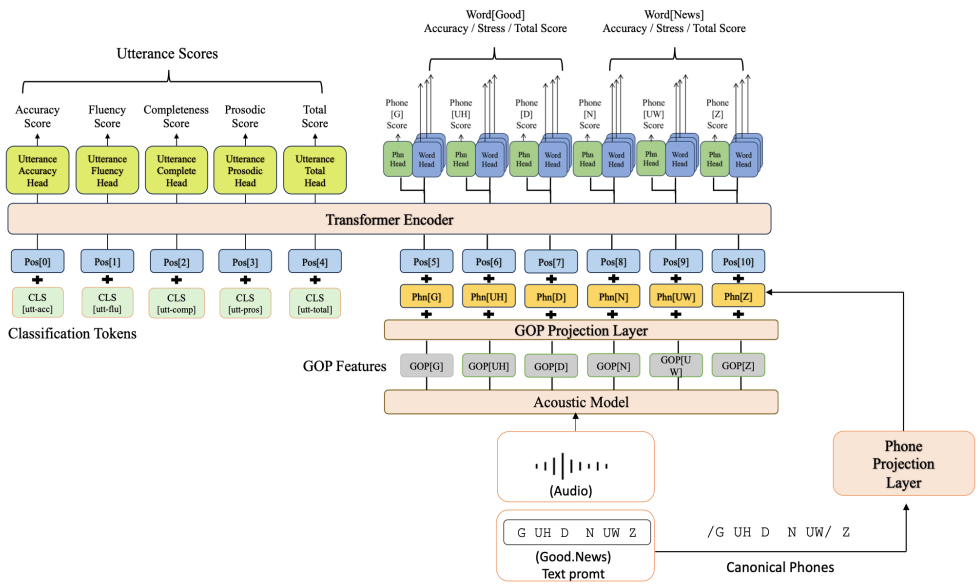 Word[Good]
Accuracy / Stress / Total Score
Word[News]
Accuracy / Stress / Total Score
Utterance Scores
Accuracy
Score
Fluency
Score
Completeness
Score
Prosodic
Score
Total
Score
Phone
[G]
Score
Phone
[UH]
Score
Phone
[D]
Score
Phone
[N]
Score
Phone
[UW]
Score
Phone
[Z]
Score
Utterance
Accuracy
Head
Utterance
Fluency
Head
Utterance
Complete
Head
Utterance
Prosodic
Head
Utterance
Total
Head
Phn
Head
Word
Head
Phn
Head
Word
Head
Phn
Head
Word
Head
Phn
Head
Word
Head
Phn
Head
Word
Head
Phn
Head
Word
Head
Transformer Encoder
Pos[0]
Pos[1]
Pos[2]
Pos[3]
Pos[4]
Pos[5]
Pos[6]
Pos[7]
Pos[8]
Pos[9]
Pos[10]
CLS
[utt-acc]
CLS
[utt-flu]
CLS
[utt-comp]
CLS
[utt-pros]
CLS
[utt-total]
Phn[G]
Phn[UH]
Phn[D]
Phn[N]
Phn[UW]
Phn[Z]
Classification Tokens
GOP Projection Layer
GOP Features
GOP[G]
GOP[UH]
GOP[D]
GOP[N]
GOP[U
W]
GOP[Z]
Acoustic Model
(Audio)
Phone
Projection
Layer
G UH D N UW Z
(Good.News)
Text promt
/G UH D N UW/ Z
Canonical Phones